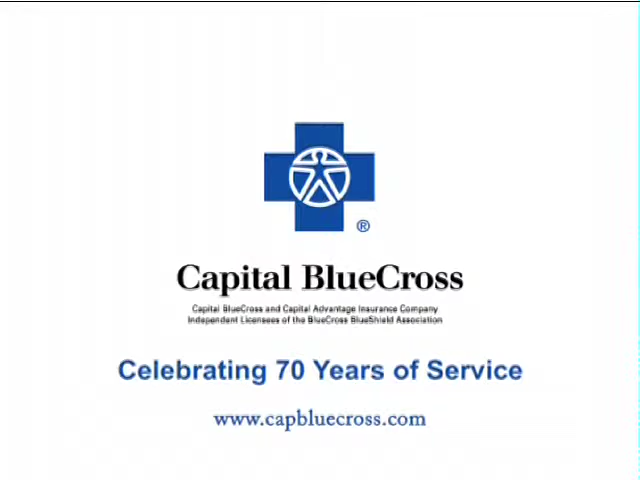 ®
Capital BlueCross
Capital BlueCross and Capital Advantage Insurance Company
Independent Licensees of the BlueCross BlueShield Association
Celebrating 70 Years of Service
www.capbluecross.com